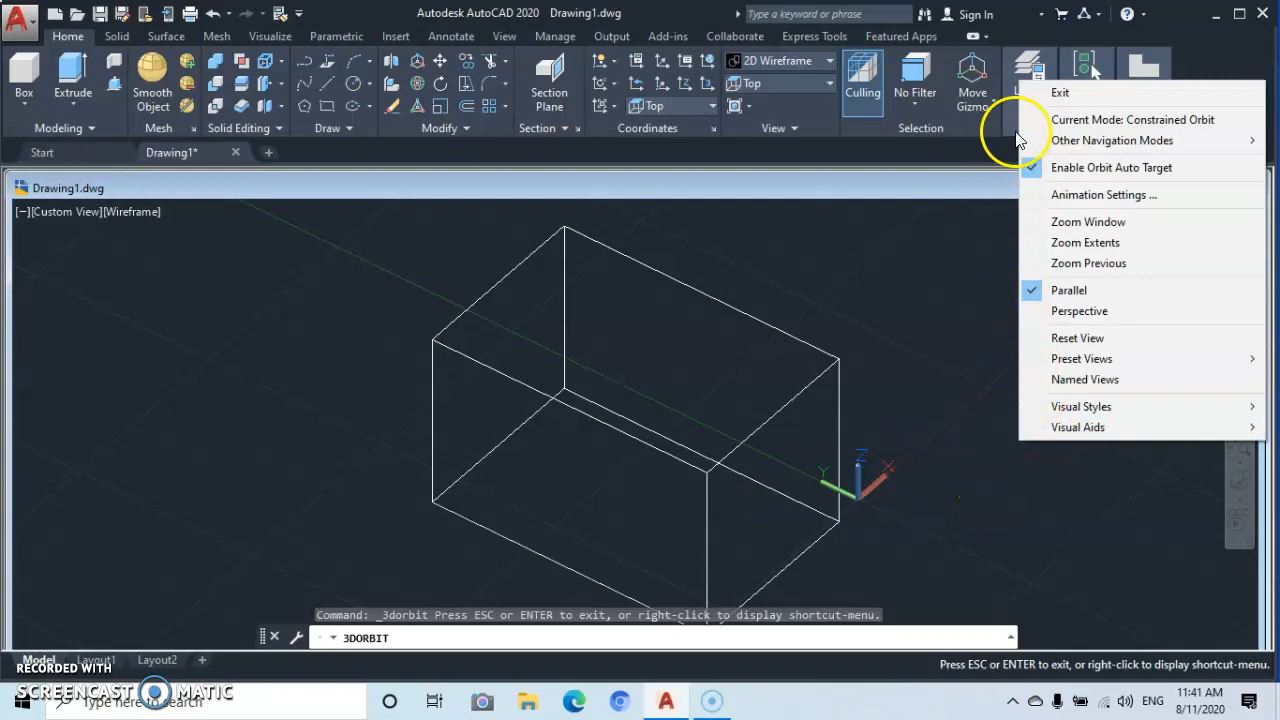 Autodesk AutoCAD 2020 Drawing1.dwg
Type a keyword or phrase
Sign In
Home Solid Surface Mesh Visualize Parametric Insert Annotate View Manage Output Add-ins Collaborate Express Tools Featured Apps
2D Wireframe
Top
Box
Extrude
Smooth Object
Section Plane
Top
Culling
No Filter
Move Gizmo
Modeling
Mesh
Solid Editing
Draw
Modify
Section
Coordinates
View
Selection
Start
Drawing1*
Drawing1.dwg
[−][Custom View][Wireframe]
Exit
Current Mode: Constrained Orbit
Other Navigation Modes
Enable Orbit Auto Target
Animation Settings ...
Zoom Window
Zoom Extents
Zoom Previous
Parallel
Perspective
Reset View
Preset Views
Named Views
Visual Styles
Visual Aids
Z
Y
X
Command: _3dorbit Press ESC or ENTER to exit, or right-click to display shortcut-menu.
3DORBIT
Model Layout1 Layout2
Press ESC or ENTER to exit, or right-click to display shortcut-menu.
RECORDED WITH
SCREENCAST MATIC
Type here to search
ENG
11:41 AM
8/11/2020